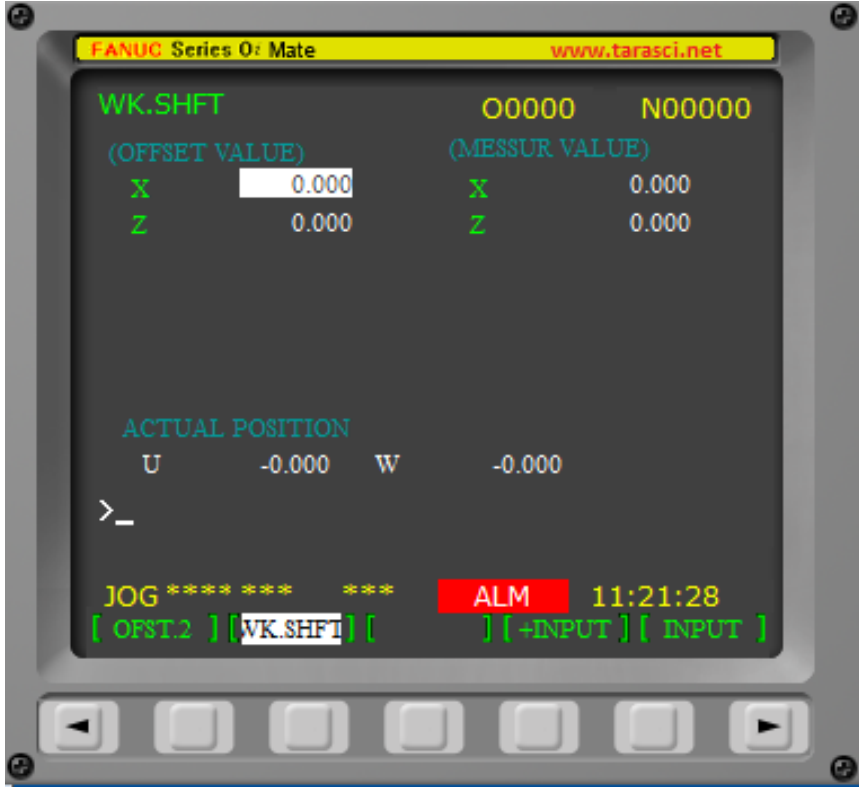 FANUC Series 0i Mate www.tarasci.net
WK.SHFT O0000 N00000
(OFFSET VALUE) (MESSUR VALUE)
X 0.000 X 0.000
Z 0.000 Z 0.000
ACTUAL POSITION
U -0.000 W -0.000
>_
JOG **** *** *** ALM 11:21:28
[ OFST.2 ] [WK.SHFT] [ ] [ +INPUT ] [ INPUT ]